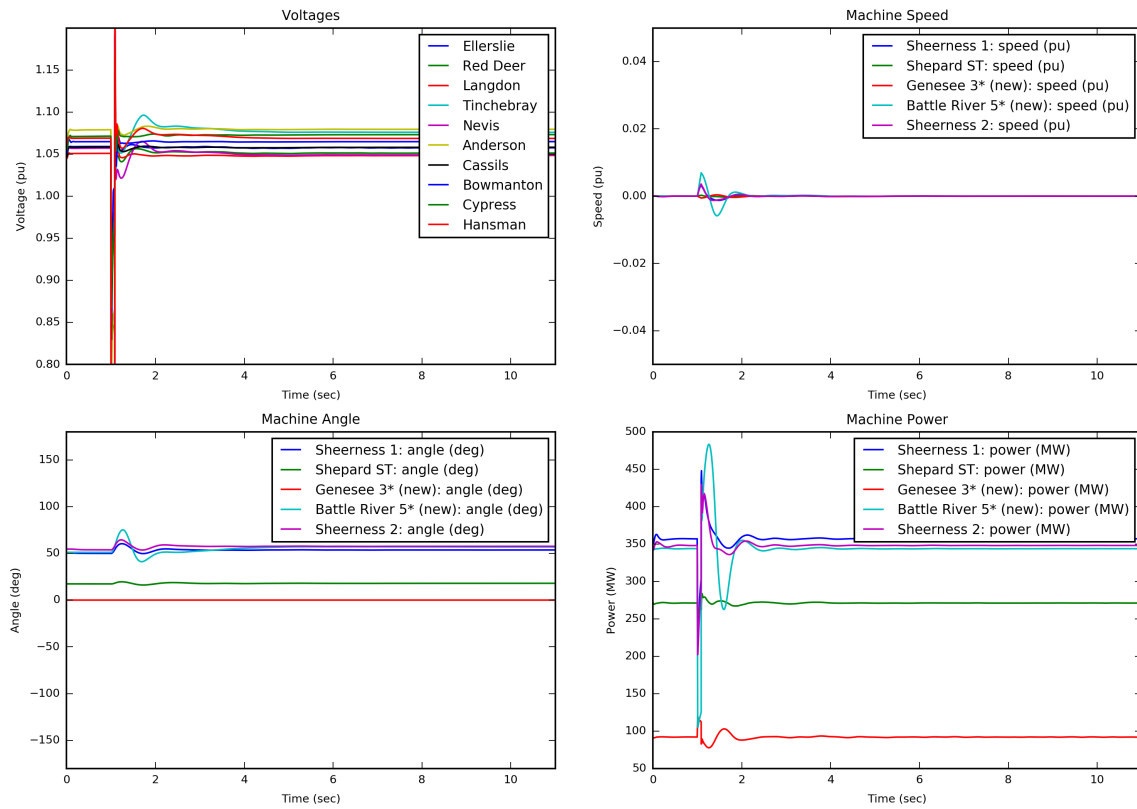 Voltages
1.15
1.10
1.05
1.00
0.95
0.90
0.85
0.80
Voltage (pu)
Ellerslie
Red Deer
Langdon
Tinchebray
Nevis
Anderson
Cassils
Bowmanton
Cypress
Hansman
0 2 4 6 8 10
Time (sec)
Machine Speed
0.04
0.02
0.00
−0.02
−0.04
Speed (pu)
Sheerness 1: speed (pu)
Shepard ST: speed (pu)
Genesee 3* (new): speed (pu)
Battle River 5* (new): speed (pu)
Sheerness 2: speed (pu)
0 2 4 6 8 10
Time (sec)
Machine Angle
150
100
50
0
−50
−100
−150
Angle (deg)
Sheerness 1: angle (deg)
Shepard ST: angle (deg)
Genesee 3* (new): angle (deg)
Battle River 5* (new): angle (deg)
Sheerness 2: angle (deg)
0 2 4 6 8 10
Time (sec)
Machine Power
500
450
400
350
300
250
200
150
100
50
Power (MW)
Sheerness 1: power (MW)
Shepard ST: power (MW)
Genesee 3* (new): power (MW)
Battle River 5* (new): power (MW)
Sheerness 2: power (MW)
0 2 4 6 8 10
Time (sec)